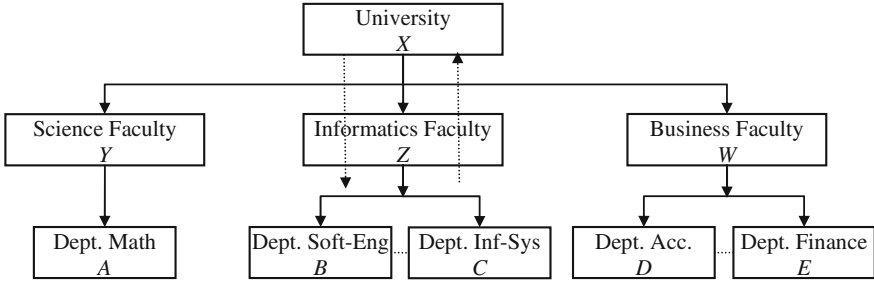 University
X
Science Faculty
Y
Informatics Faculty
Z
Business Faculty
W
Dept. Math
A
Dept. Soft-Eng
B
Dept. Inf-Sys
C
Dept. Acc.
D
Dept. Finance
E